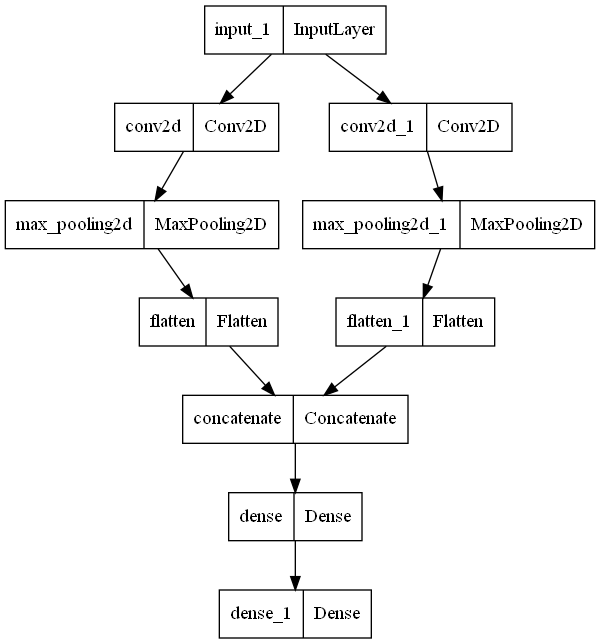 input_1 InputLayer
conv2d Conv2D conv2d_1 Conv2D
max_pooling2d MaxPooling2D max_pooling2d_1 MaxPooling2D
flatten Flatten flatten_1 Flatten
concatenate Concatenate
dense Dense
dense_1 Dense